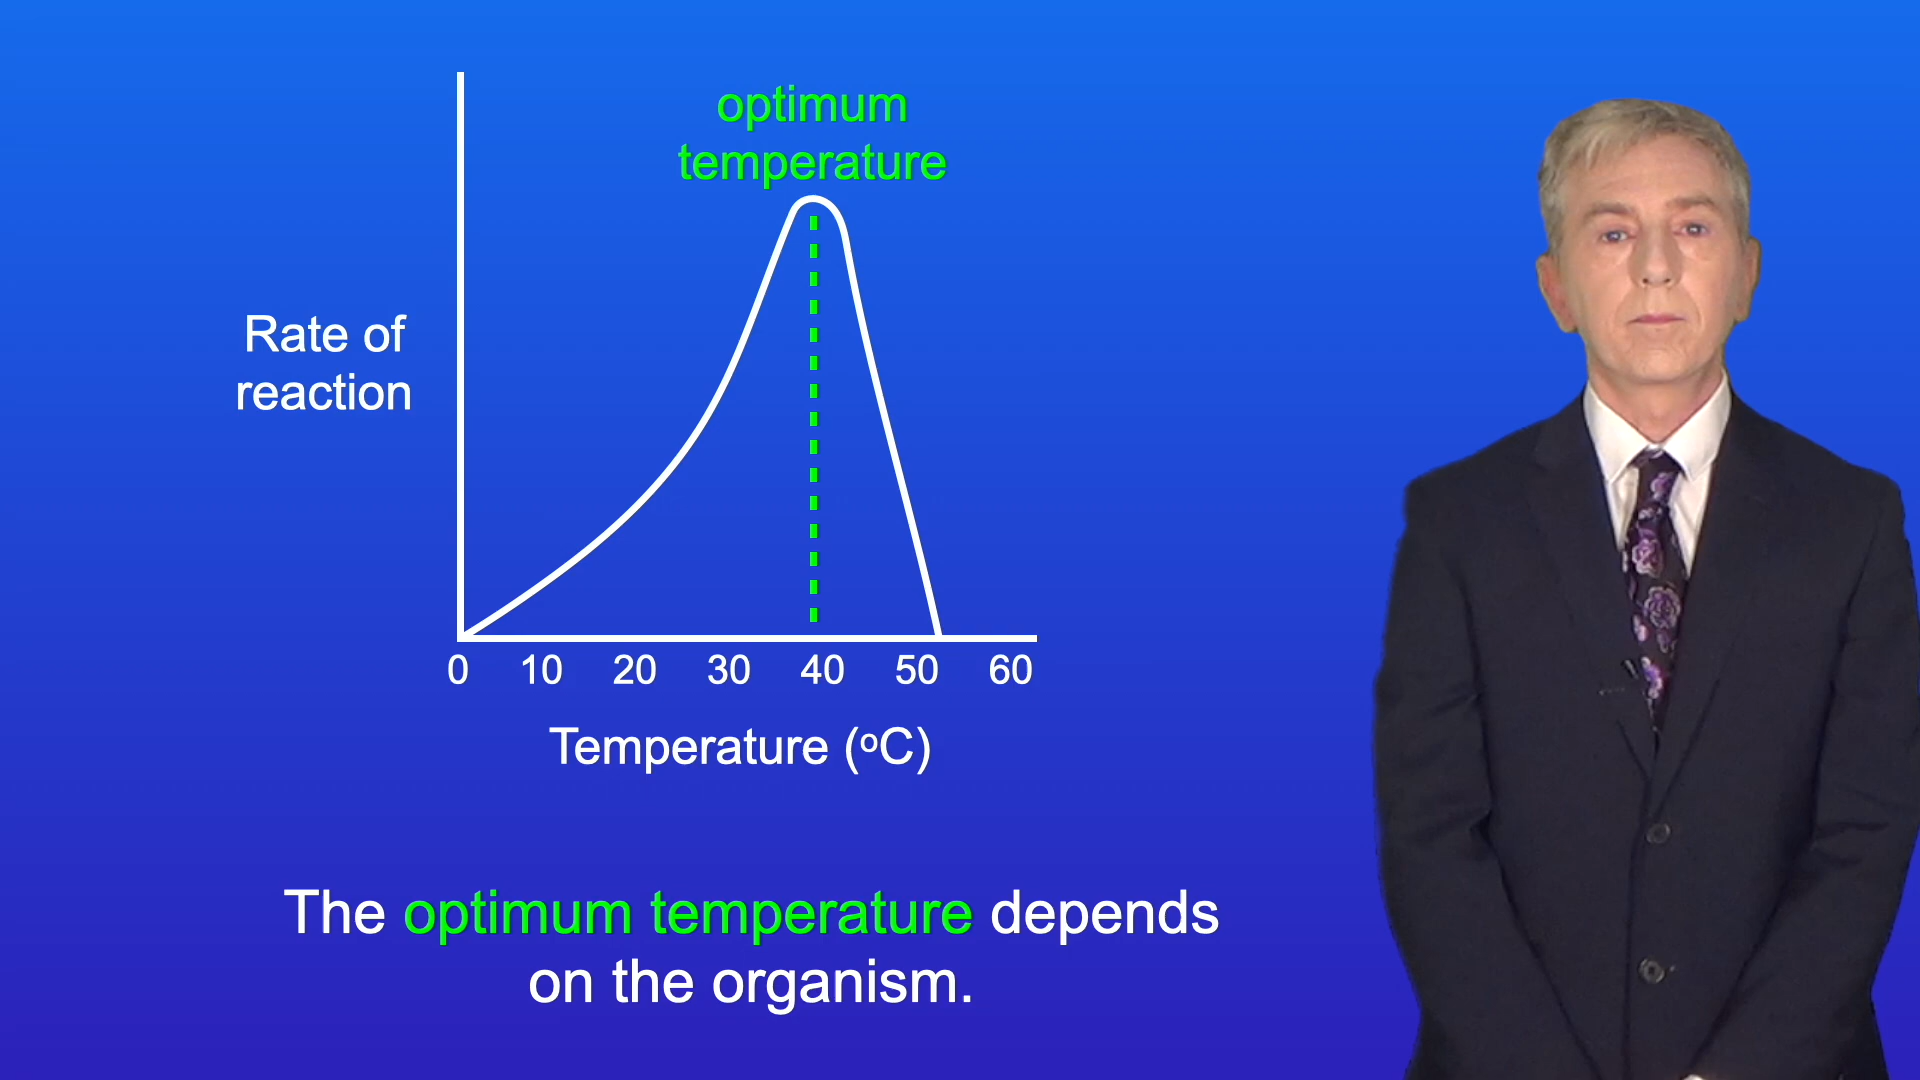 optimum
temperature
Rate of
reaction
0 10 20 30 40 50 60
Temperature (ºC)
The optimum temperature depends
on the organism.